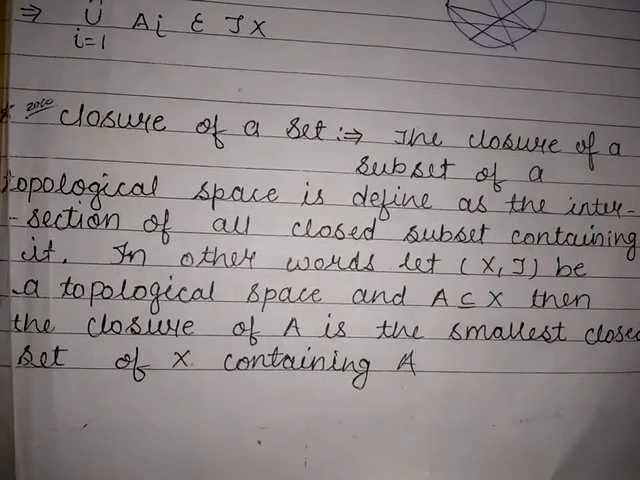 ⇒ ∪ Ai ε TX
i=1
* 2010 closure of a set :⇒ The closure of a
subset of a
topological space is define as the inter-
-section of all closed subset containing
it. In other words let (X, J) be
a topological space and A ⊆ X then
the closure of A is the smallest closed
set of X containing A